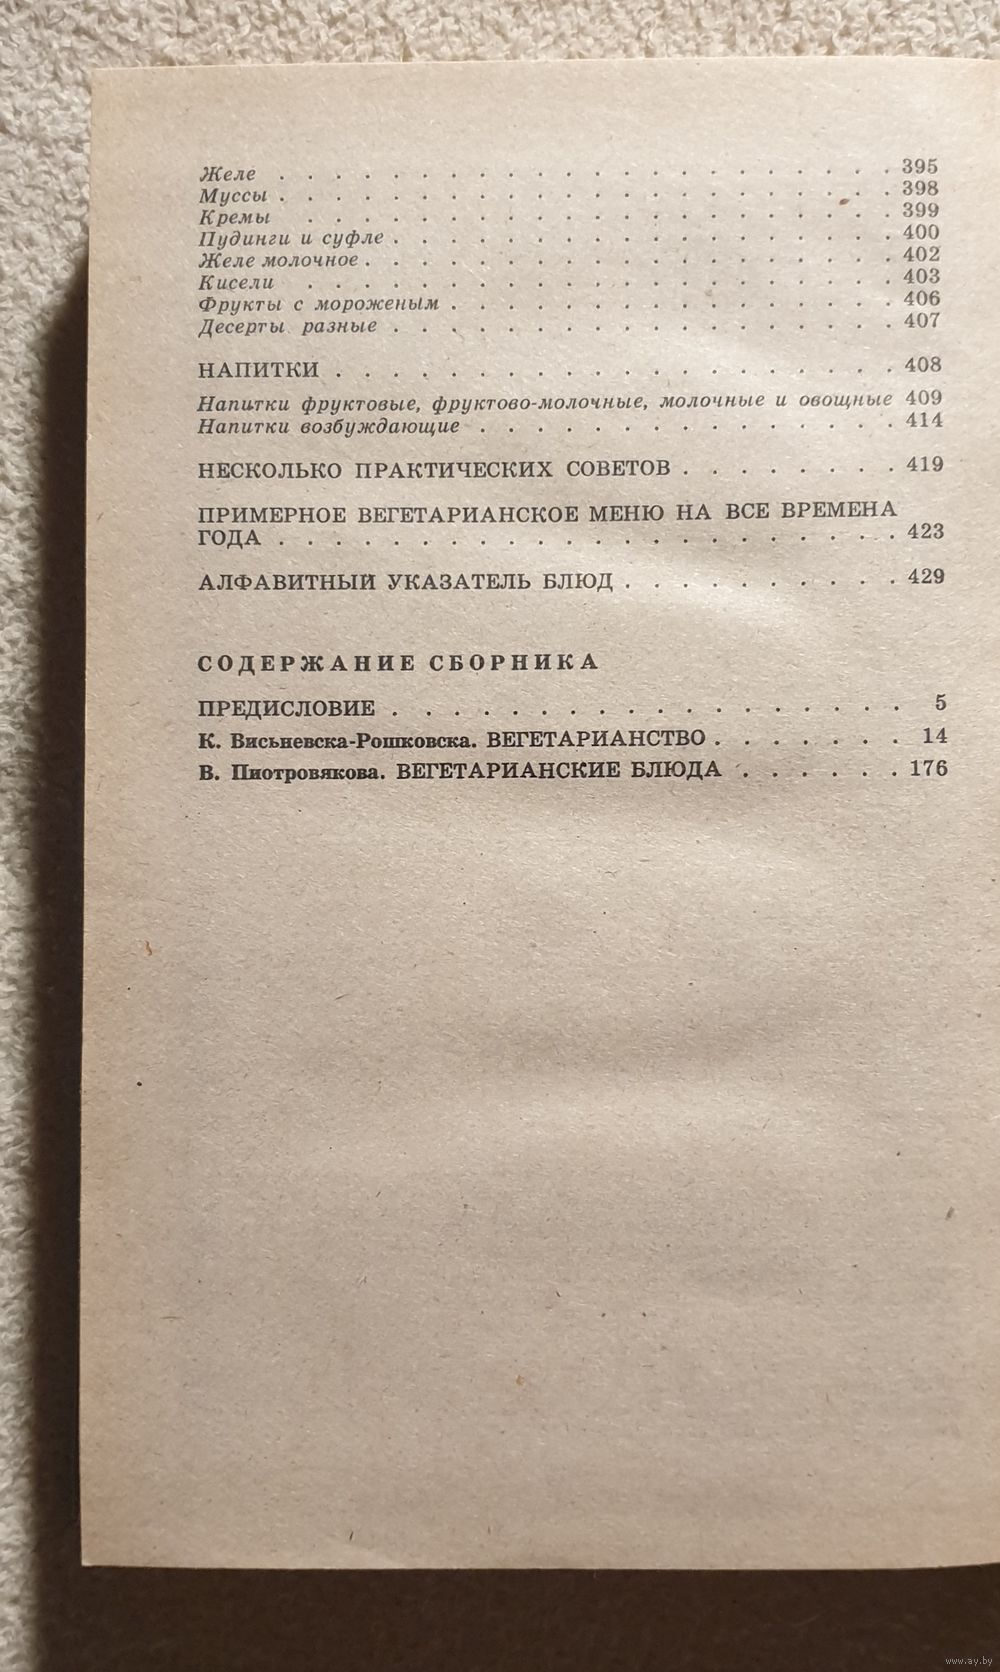 Желе . . . . . . . . . . . . . . . . . . . . . . 395
Муссы . . . . . . . . . . . . . . . . . . . . . . 398
Кремы . . . . . . . . . . . . . . . . . . . . . 399
Пудинги и суфле . . . . . . . . . . . . . . . . . . 400
Желе молочное . . . . . . . . . . . . . . . . . . . 402
Кисели . . . . . . . . . . . . . . . . . . . . . 403
Фрукты с мороженым . . . . . . . . . . . . . . . . 406
Десерты разные . . . . . . . . . . . . . . . . . . 407
НАПИТКИ . . . . . . . . . . . . . . . . . . . . 408
Напитки фруктовые, фруктово-молочные, молочные и овощные 409
Напитки возбуждающие . . . . . . . . . . . . . . . 414
НЕСКОЛЬКО ПРАКТИЧЕСКИХ СОВЕТОВ . . . . . . . . 419
ПРИМЕРНОЕ ВЕГЕТАРИАНСКОЕ МЕНЮ НА ВСЕ ВРЕМЕНА
ГОДА . . . . . . . . . . . . . . . . . . . . . . 423
АЛФАВИТНЫЙ УКАЗАТЕЛЬ БЛЮД . . . . . . . . . . 429
СОДЕРЖАНИЕ СБОРНИКА
ПРЕДИСЛОВИЕ . . . . . . . . . . . . . . . . . . 5
К. Висьневска-Рошковска. ВЕГЕТАРИАНСТВО . . . . . . . 14
В. Пиотровякова. ВЕГЕТАРИАНСКИЕ БЛЮДА . . . . . . 176
www.ay.by